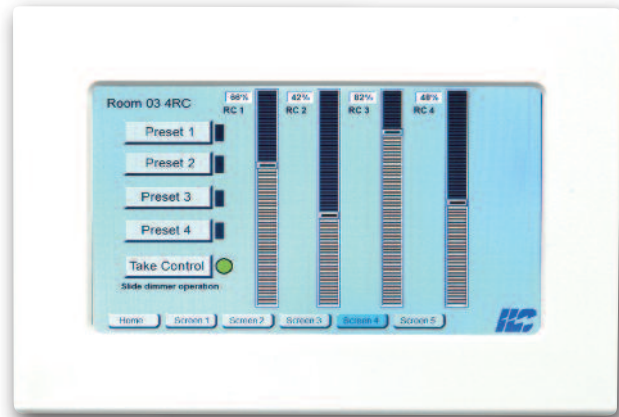 Room 03 4RC
66%
42%
82%
48%
RC 1
RC 2
RC 3
RC 4
Preset 1
Preset 2
Preset 3
Preset 4
Take Control
Slide dimmer operation
Home
Screen 1
Screen 2
Screen 3
Screen 4
Screen 5
ILC